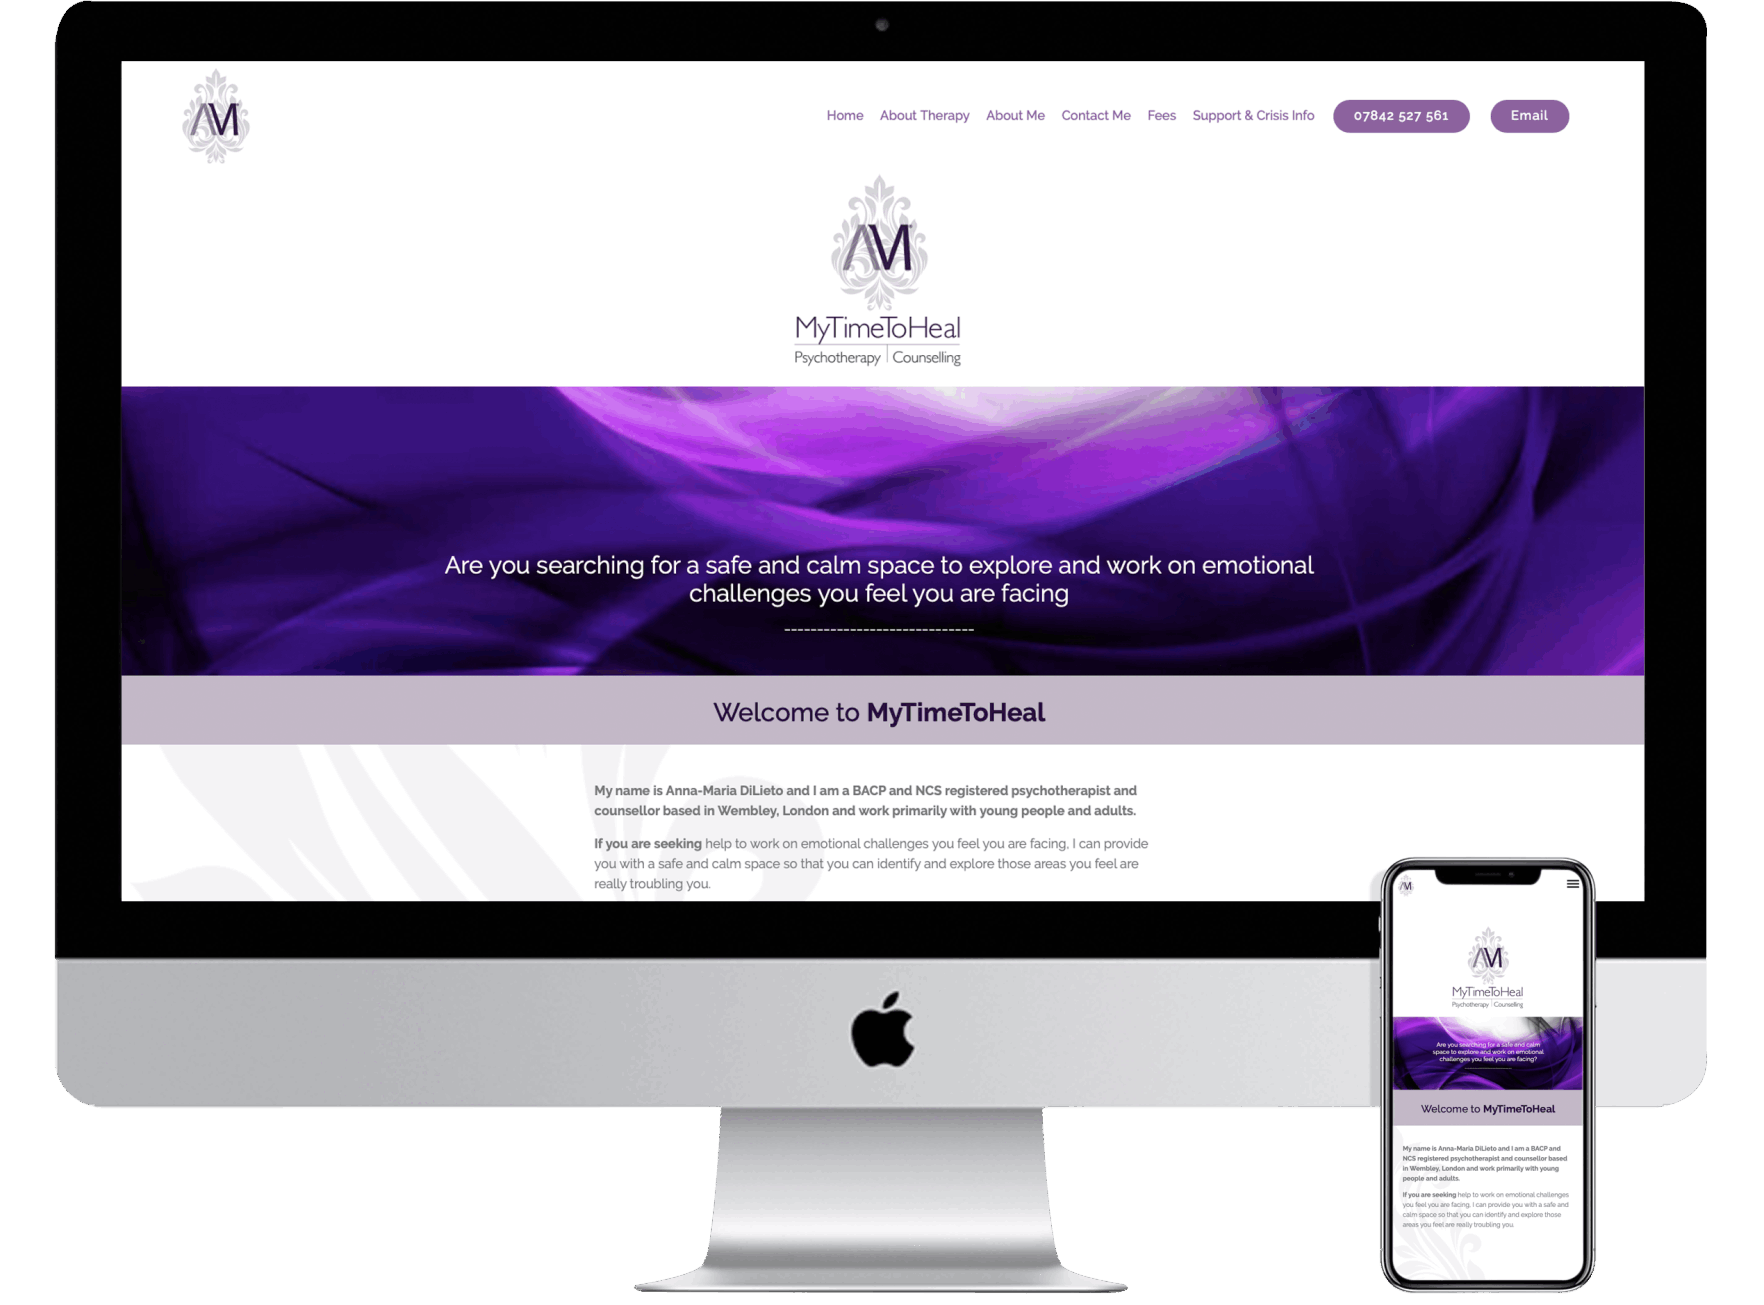 AM
Home About Therapy About Me Contact Me Fees Support & Crisis Info 07842 527 561 Email
AM
MyTimeToHeal
Psychotherapy | Counselling
Are you searching for a safe and calm space to explore and work on emotional
challenges you feel you are facing
-----------------------------
Welcome to MyTimeToHeal
My name is Anna-Maria DiLieto and I am a BACP and NCS registered psychotherapist and
counsellor based in Wembley, London and work primarily with young people and adults.
If you are seeking help to work on emotional challenges you feel you are facing, I can provide
you with a safe and calm space so that you can identify and explore those areas you feel are
really troubling you.
AM
AM
MyTimeToHeal
Psychotherapy | Counselling
Are you searching for a safe and calm
space to explore and work on emotional
challenges you feel you are facing?
Welcome to MyTimeToHeal
My name is Anna-Maria DiLieto and I am a BACP and
NCS registered psychotherapist and counsellor based
in Wembley, London and work primarily with young
people and adults.
If you are seeking help to work on emotional challenges
you feel you are facing, I can provide you with a safe and
calm space so that you can identify and explore those
areas you feel are really troubling you.